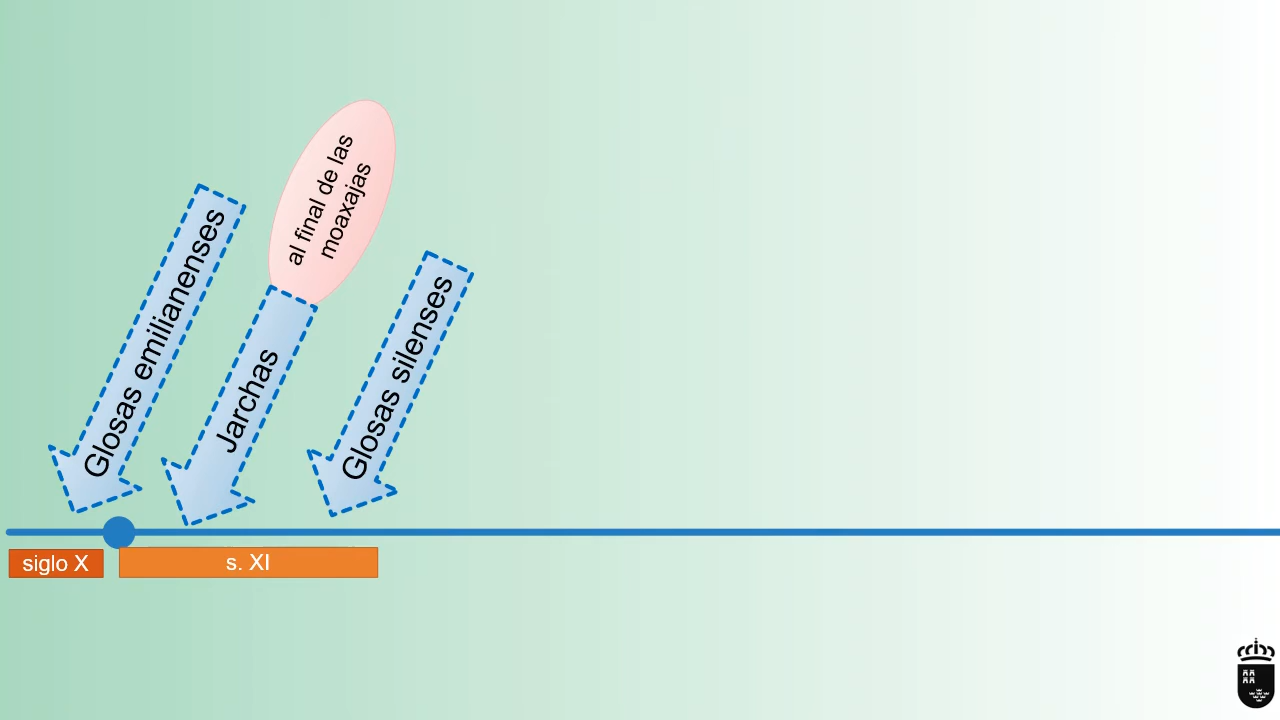 Glosas emilianenses
al final de las
moaxajas
Jarchas
Glosas silenses
siglo X
s. XI